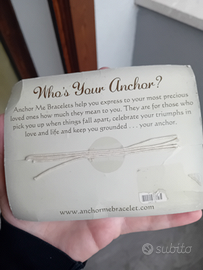 Who's Your Anchor?
Anchor Me Bracelets help you express to your most precious
loved ones how much they mean to you. They are for those who
pick you up when things fall apart, celebrate your triumphs in
love and life and keep you grounded . . . your anchor.
www.anchormebracelet.com
subito